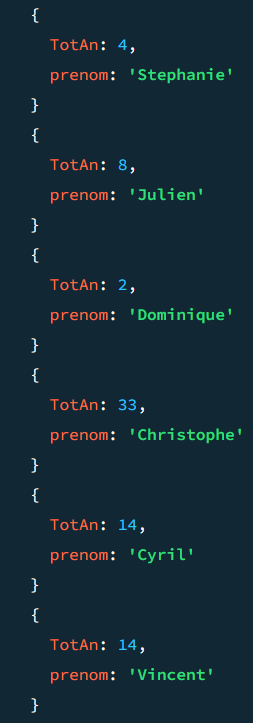 {
TotAn: 4,
prenom: 'Stephanie'
}
{
TotAn: 8,
prenom: 'Julien'
}
{
TotAn: 2,
prenom: 'Dominique'
}
{
TotAn: 33,
prenom: 'Christophe'
}
{
TotAn: 14,
prenom: 'Cyril'
}
{
TotAn: 14,
prenom: 'Vincent'
}